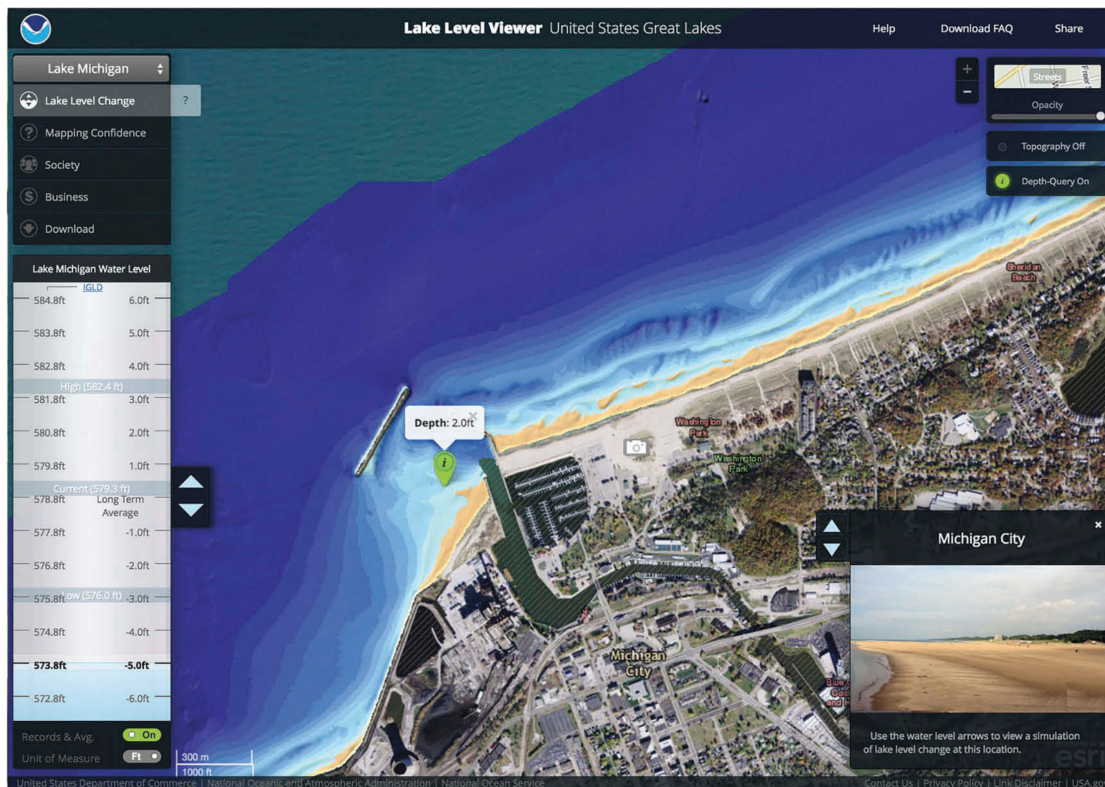 Lake Level Viewer United States Great Lakes
Help
Download FAQ
Share
Lake Michigan
Lake Level Change
?
Mapping Confidence
Society
Business
Download
Lake Michigan Water Level
IGLD
584.8ft 6.0ft
583.8ft 5.0ft
582.8ft 4.0ft
High (582.4 ft)
581.8ft 3.0ft
580.8ft 2.0ft
579.8ft 1.0ft
Current (579.3 ft)
578.8ft Long Term
Average
577.8ft -1.0ft
576.8ft -2.0ft
Low (576.0 ft)
575.8ft -3.0ft
574.8ft -4.0ft
573.8ft -5.0ft
572.8ft -6.0ft
Records & Avg. On
Unit of Measure Ft
300 m
1000 ft
Streets
Opacity
Topography Off
Depth-Query On
Sheridan
Beach
Depth: 2.0ft
Washington
Park
Washington
Park
Michigan
City
Michigan City
Use the water level arrows to view a simulation
of lake level change at this location.
esri
United States Department of Commerce | National Oceanic and Atmospheric Administration | National Ocean Service
Contact Us | Privacy Policy | Link Disclaimer | USA.gov